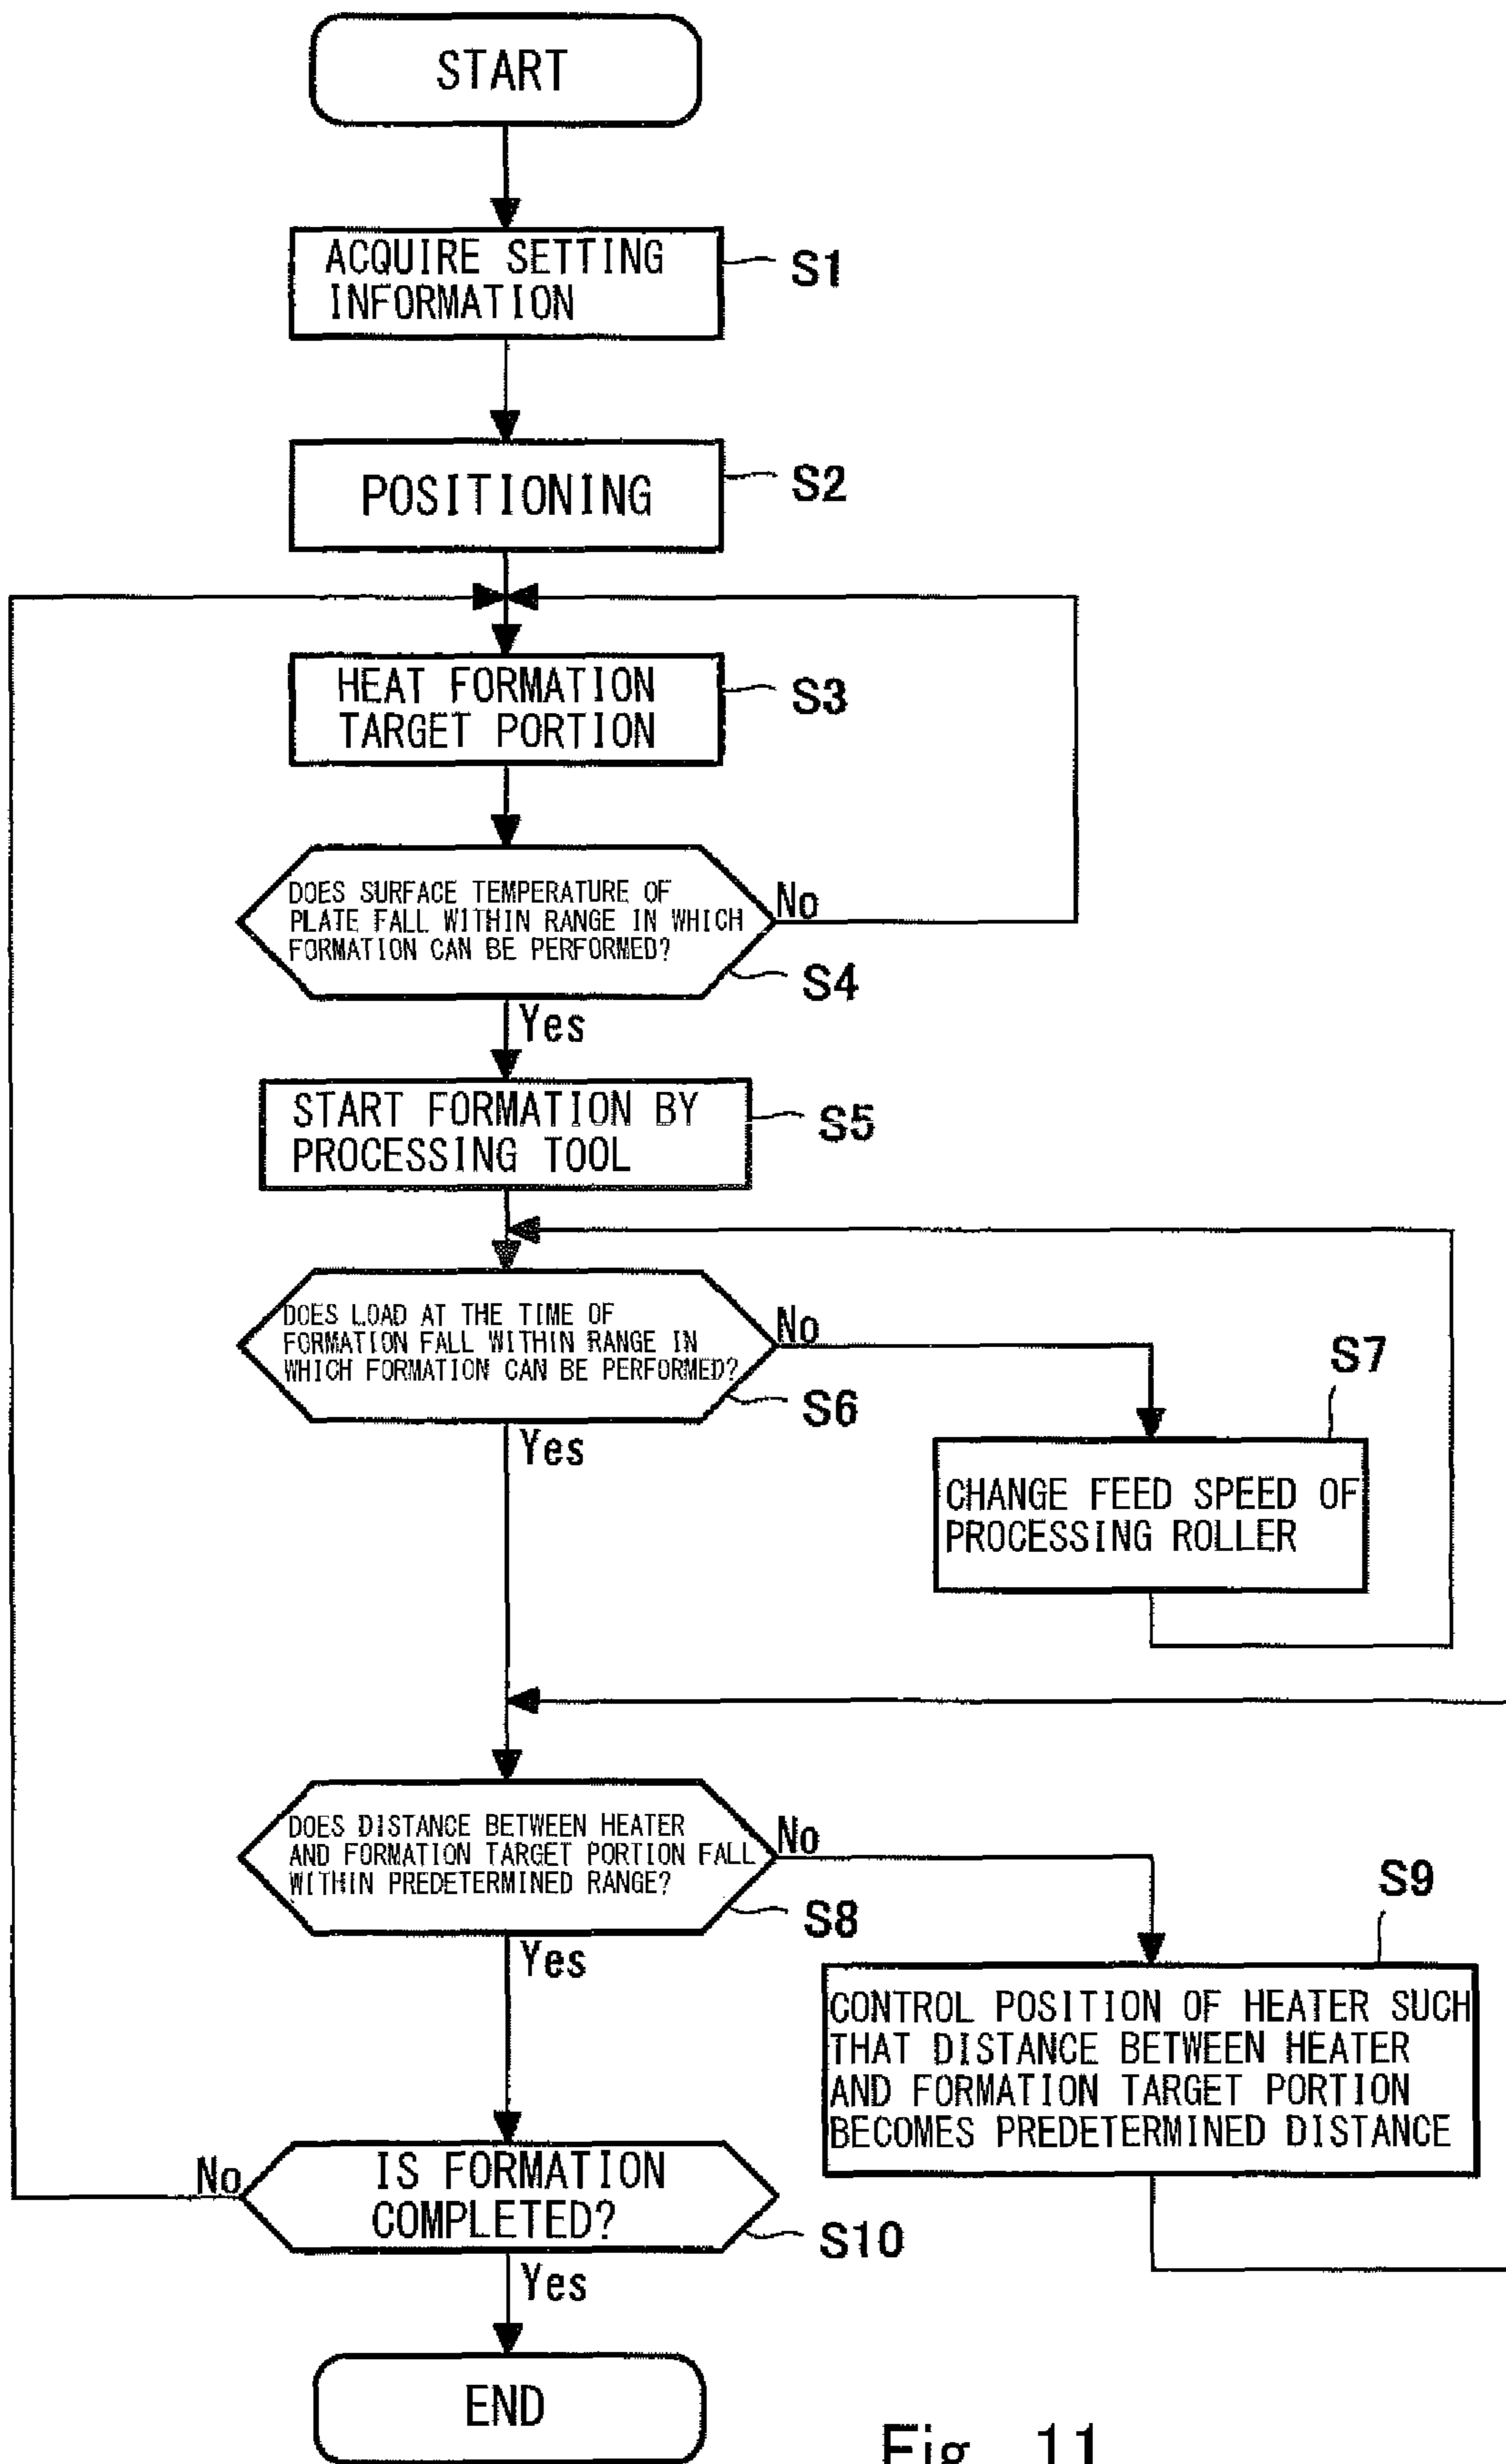 START
ACQUIRE SETTING
INFORMATION
S1
POSITIONING
S2
HEAT FORMATION
TARGET PORTION
S3
DOES SURFACE TEMPERATURE OF
PLATE FALL WITHIN RANGE IN WHICH
FORMATION CAN BE PERFORMED?
No
S4
Yes
START FORMATION BY
PROCESSING TOOL
S5
DOES LOAD AT THE TIME OF
FORMATION FALL WITHIN RANGE IN
WHICH FORMATION CAN BE PERFORMED?
No
S6
Yes
S7
CHANGE FEED SPEED OF
PROCESSING ROLLER
DOES DISTANCE BETWEEN HEATER
AND FORMATION TARGET PORTION FALL
WITHIN PREDETERMINED RANGE?
No
S8
Yes
S9
CONTROL POSITION OF HEATER SUCH
THAT DISTANCE BETWEEN HEATER
AND FORMATION TARGET PORTION
BECOMES PREDETERMINED DISTANCE
No
IS FORMATION
COMPLETED?
S10
Yes
END
Fig. 11